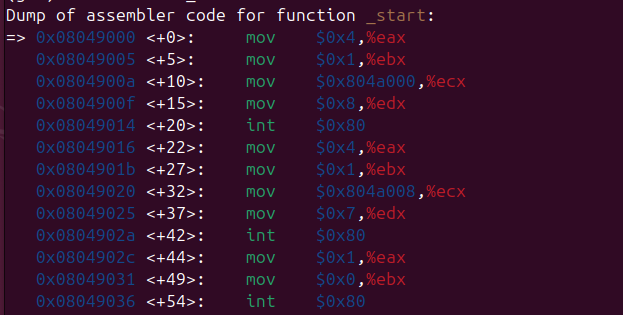 Dump of assembler code for function _start:
=> 0x08049000 <+0>:     mov    $0x4,%eax
   0x08049005 <+5>:     mov    $0x1,%ebx
   0x0804900a <+10>:    mov    $0x804a000,%ecx
   0x0804900f <+15>:    mov    $0x8,%edx
   0x08049014 <+20>:    int    $0x80
   0x08049016 <+22>:    mov    $0x4,%eax
   0x0804901b <+27>:    mov    $0x1,%ebx
   0x08049020 <+32>:    mov    $0x804a008,%ecx
   0x08049025 <+37>:    mov    $0x7,%edx
   0x0804902a <+42>:    int    $0x80
   0x0804902c <+44>:    mov    $0x1,%eax
   0x08049031 <+49>:    mov    $0x0,%ebx
   0x08049036 <+54>:    int    $0x80